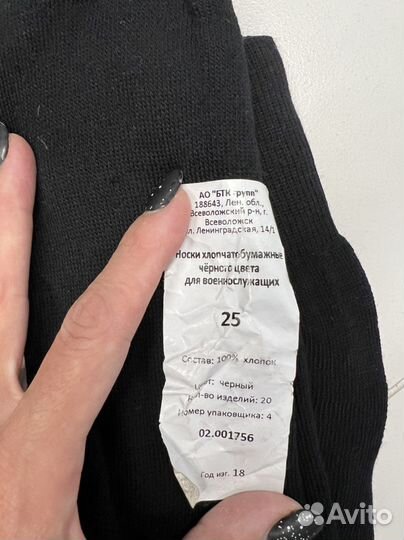 АО "БТК групп"
188643, Лен. обл.,
Всеволожский р-н, г.
Всеволожск
ул. Ленинградская, 14/1
Носки хлопчатобумажные
чёрного цвета
для военнослужащих
25
Состав: 100% хлопок
Цвет: черный
Кол-во изделий: 20
Номер упаковщика: 4
02.001756
Год изг. 18
Avito